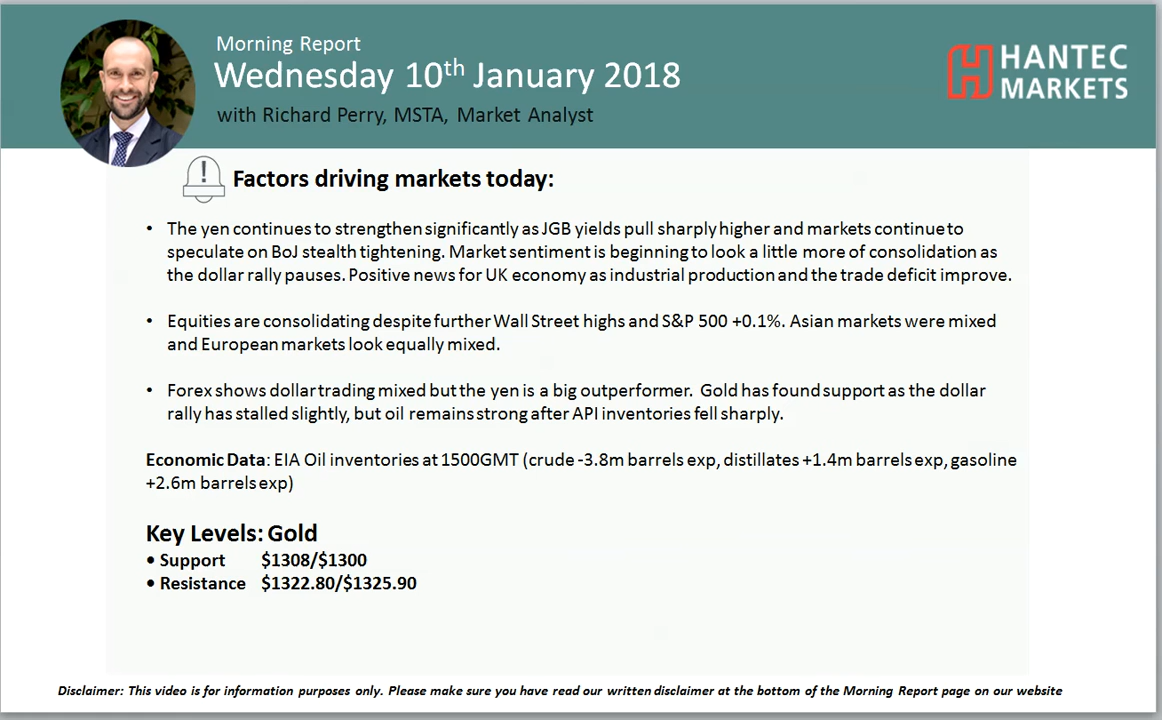 Morning Report
Wednesday 10th January 2018
with Richard Perry, MSTA, Market Analyst
HANTEC
MARKETS
! Factors driving markets today:
• The yen continues to strengthen significantly as JGB yields pull sharply higher and markets continue to
speculate on BoJ stealth tightening. Market sentiment is beginning to look a little more of consolidation as
the dollar rally pauses. Positive news for UK economy as industrial production and the trade deficit improve.
• Equities are consolidating despite further Wall Street highs and S&P 500 +0.1%. Asian markets were mixed
and European markets look equally mixed.
• Forex shows dollar trading mixed but the yen is a big outperformer. Gold has found support as the dollar
rally has stalled slightly, but oil remains strong after API inventories fell sharply.
Economic Data: EIA Oil inventories at 1500GMT (crude -3.8m barrels exp, distillates +1.4m barrels exp, gasoline
+2.6m barrels exp)
Key Levels: Gold
• Support $1308/$1300
• Resistance $1322.80/$1325.90
Disclaimer: This video is for information purposes only. Please make sure you have read our written disclaimer at the bottom of the Morning Report page on our website